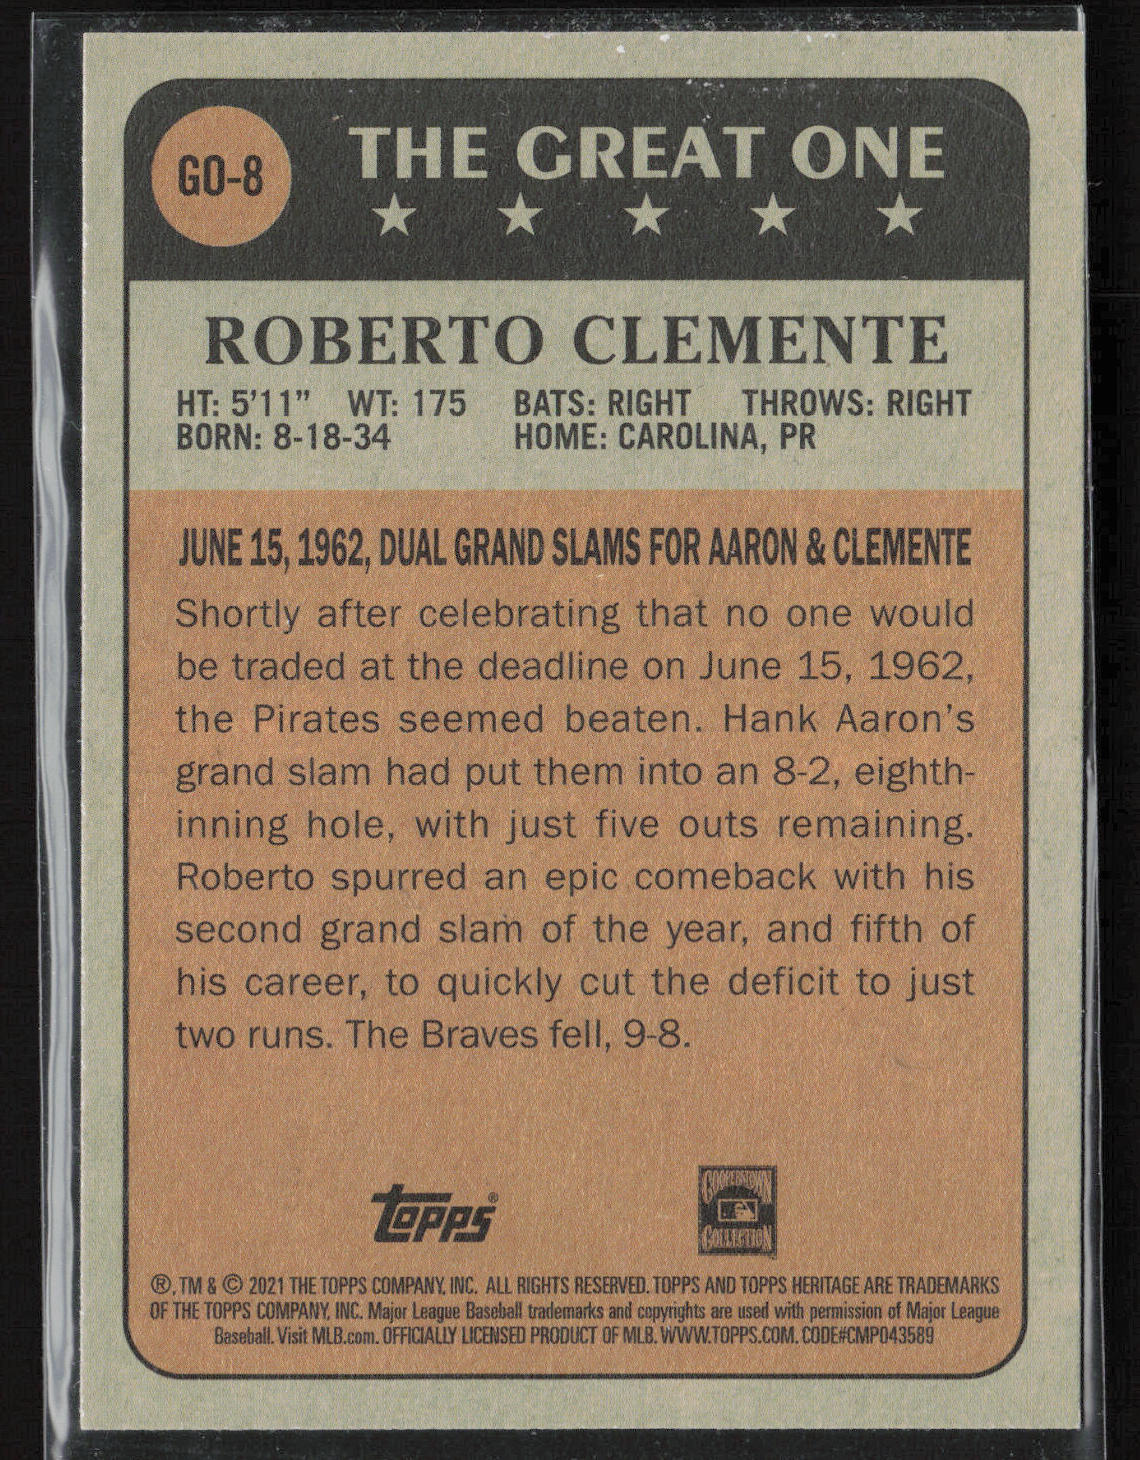 GO-8
THE GREAT ONE
ROBERTO CLEMENTE
HT: 5'11" WT: 175 BATS: RIGHT THROWS: RIGHT
BORN: 8-18-34 HOME: CAROLINA, PR
JUNE 15, 1962, DUAL GRAND SLAMS FOR AARON & CLEMENTE
Shortly after celebrating that no one would
be traded at the deadline on June 15, 1962,
the Pirates seemed beaten. Hank Aaron's
grand slam had put them into an 8-2, eighth-
inning hole, with just five outs remaining.
Roberto spurred an epic comeback with his
second grand slam of the year, and fifth of
his career, to quickly cut the deficit to just
two runs. The Braves fell, 9-8.
topps®
COOPERSTOWN
COLLECTION
®, TM & © 2021 THE TOPPS COMPANY, INC. ALL RIGHTS RESERVED. TOPPS AND TOPPS HERITAGE ARE TRADEMARKS
OF THE TOPPS COMPANY, INC. Major League Baseball trademarks and copyrights are used with permission of Major League
Baseball. Visit MLB.com. OFFICIALLY LICENSED PRODUCT OF MLB. WWW.TOPPS.COM. CODE#CMP043589